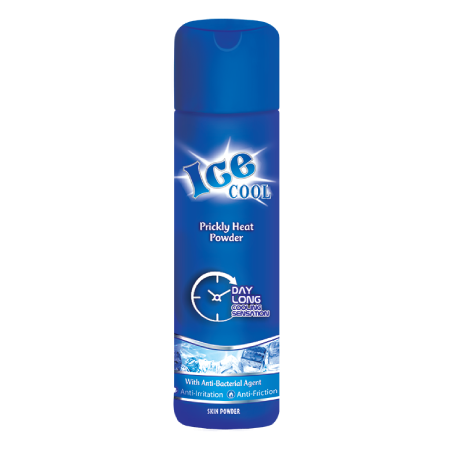 Ice
COOL
Prickly Heat
Powder
DAY
LONG
COOLING
SENSATION
With Anti-Bacterial Agent
Anti-Irritation Anti-Friction
SKIN POWDER